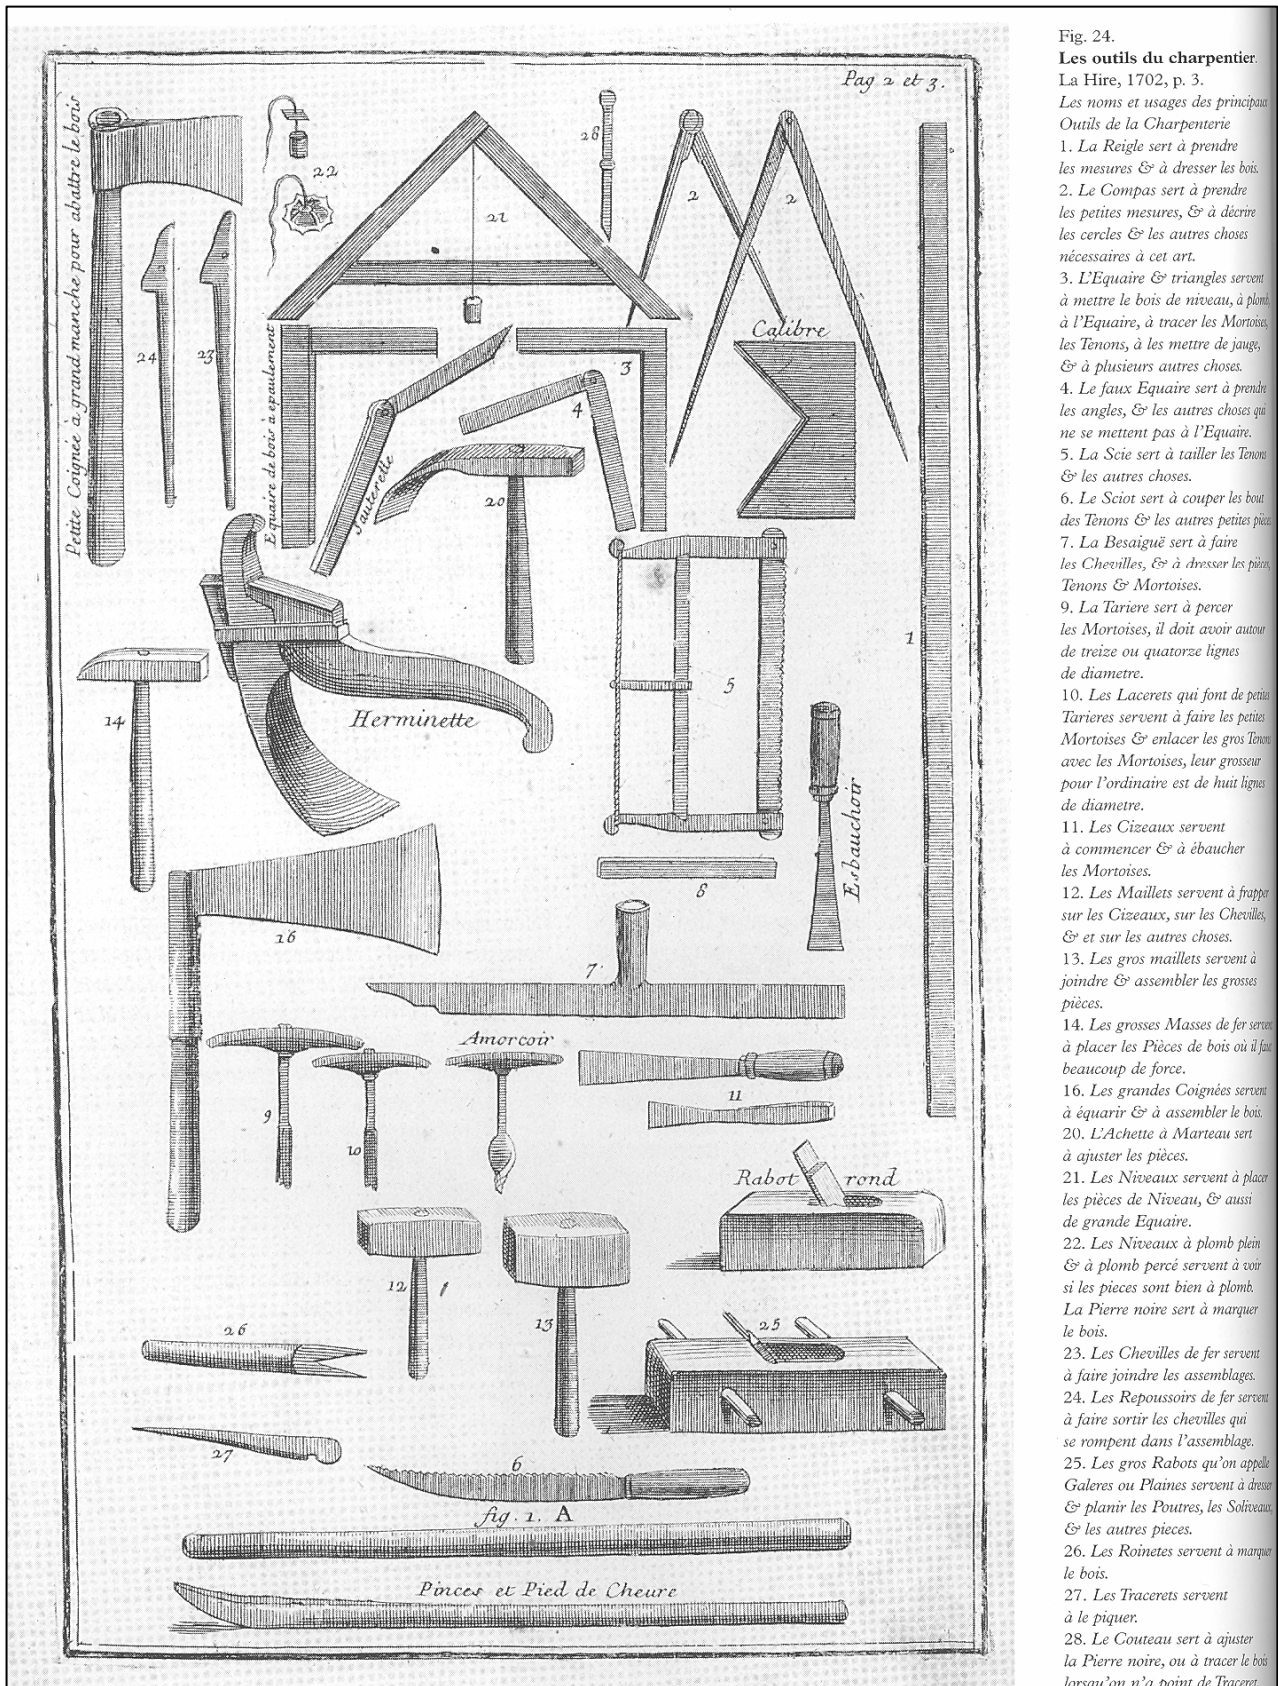 Pag 2 et 3.
Petite Coignée à grand manche pour abattre le bois
22
28
2
2
21
24
23
Equaire de bois à epaulement
Calibre
3
4
Sauterelle
20
1
5
14
Herminette
Esbauchoir
8
16
7
Amorcoir
9
10
11
Rabot rond
12
13
25
26
27
6
fig. 1. A
Pinces et Pied de Cheure
Fig. 24.
Les outils du charpentier.
La Hire, 1702, p. 3.
Les noms et usages des principaux
Outils de la Charpenterie
1. La Reigle sert à prendre
les mesures & à dresser les bois.
2. Le Compas sert à prendre
les petites mesures, & à décrire
les cercles & les autres choses
nécessaires à cet art.
3. L'Equaire & triangles servent
à mettre le bois de niveau, à plomb,
à l'Equaire, à tracer les Mortoises,
les Tenons, à les mettre de jauge,
& à plusieurs autres choses.
4. Le faux Equaire sert à prendre
les angles, & les autres choses qui
ne se mettent pas à l'Equaire.
5. La Scie sert à tailler les Tenons
& les autres choses.
6. Le Sciot sert à couper les bout
des Tenons & les autres petites pièces
7. La Besaiguë sert à faire
les Chevilles, & à dresser les pièces,
Tenons & Mortoises.
9. La Tariere sert à percer
les Mortoises, il doit avoir autour
de treize ou quatorze lignes
de diametre.
10. Les Lacerets qui font de petites
Tarieres servent à faire les petites
Mortoises & enlacer les gros Tenons
avec les Mortoises, leur grosseur
pour l'ordinaire est de huit lignes
de diametre.
11. Les Cizeaux servent
à commencer & à ébaucher
les Mortoises.
12. Les Maillets servent à frapper
sur les Cizeaux, sur les Chevilles,
& et sur les autres choses.
13. Les gros maillets servent à
joindre & assembler les grosses
pièces.
14. Les grosses Masses de fer servent
à placer les Pièces de bois où il faut
beaucoup de force.
16. Les grandes Coignées servent
à équarir & à assembler le bois.
20. L'Achette à Marteau sert
à ajuster les pièces.
21. Les Niveaux servent à placer
les pièces de Niveau, & aussi
de grande Equaire.
22. Les Niveaux à plomb plein
& à plomb percé servent à voir
si les pieces sont bien à plomb.
La Pierre noire sert à marquer
le bois.
23. Les Chevilles de fer servent
à faire joindre les assemblages.
24. Les Repoussoirs de fer servent
à faire sortir les chevilles qui
se rompent dans l'assemblage.
25. Les gros Rabots qu'on appelle
Galeres ou Plaines servent à dresser
& planir les Poutres, les Soliveaux,
& les autres pieces.
26. Les Roinetes servent à marquer
le bois.
27. Les Tracerets servent
à le piquer.
28. Le Couteau sert à ajuster
la Pierre noire, ou à tracer le bois
lorsqu'on n'a point de Traceret